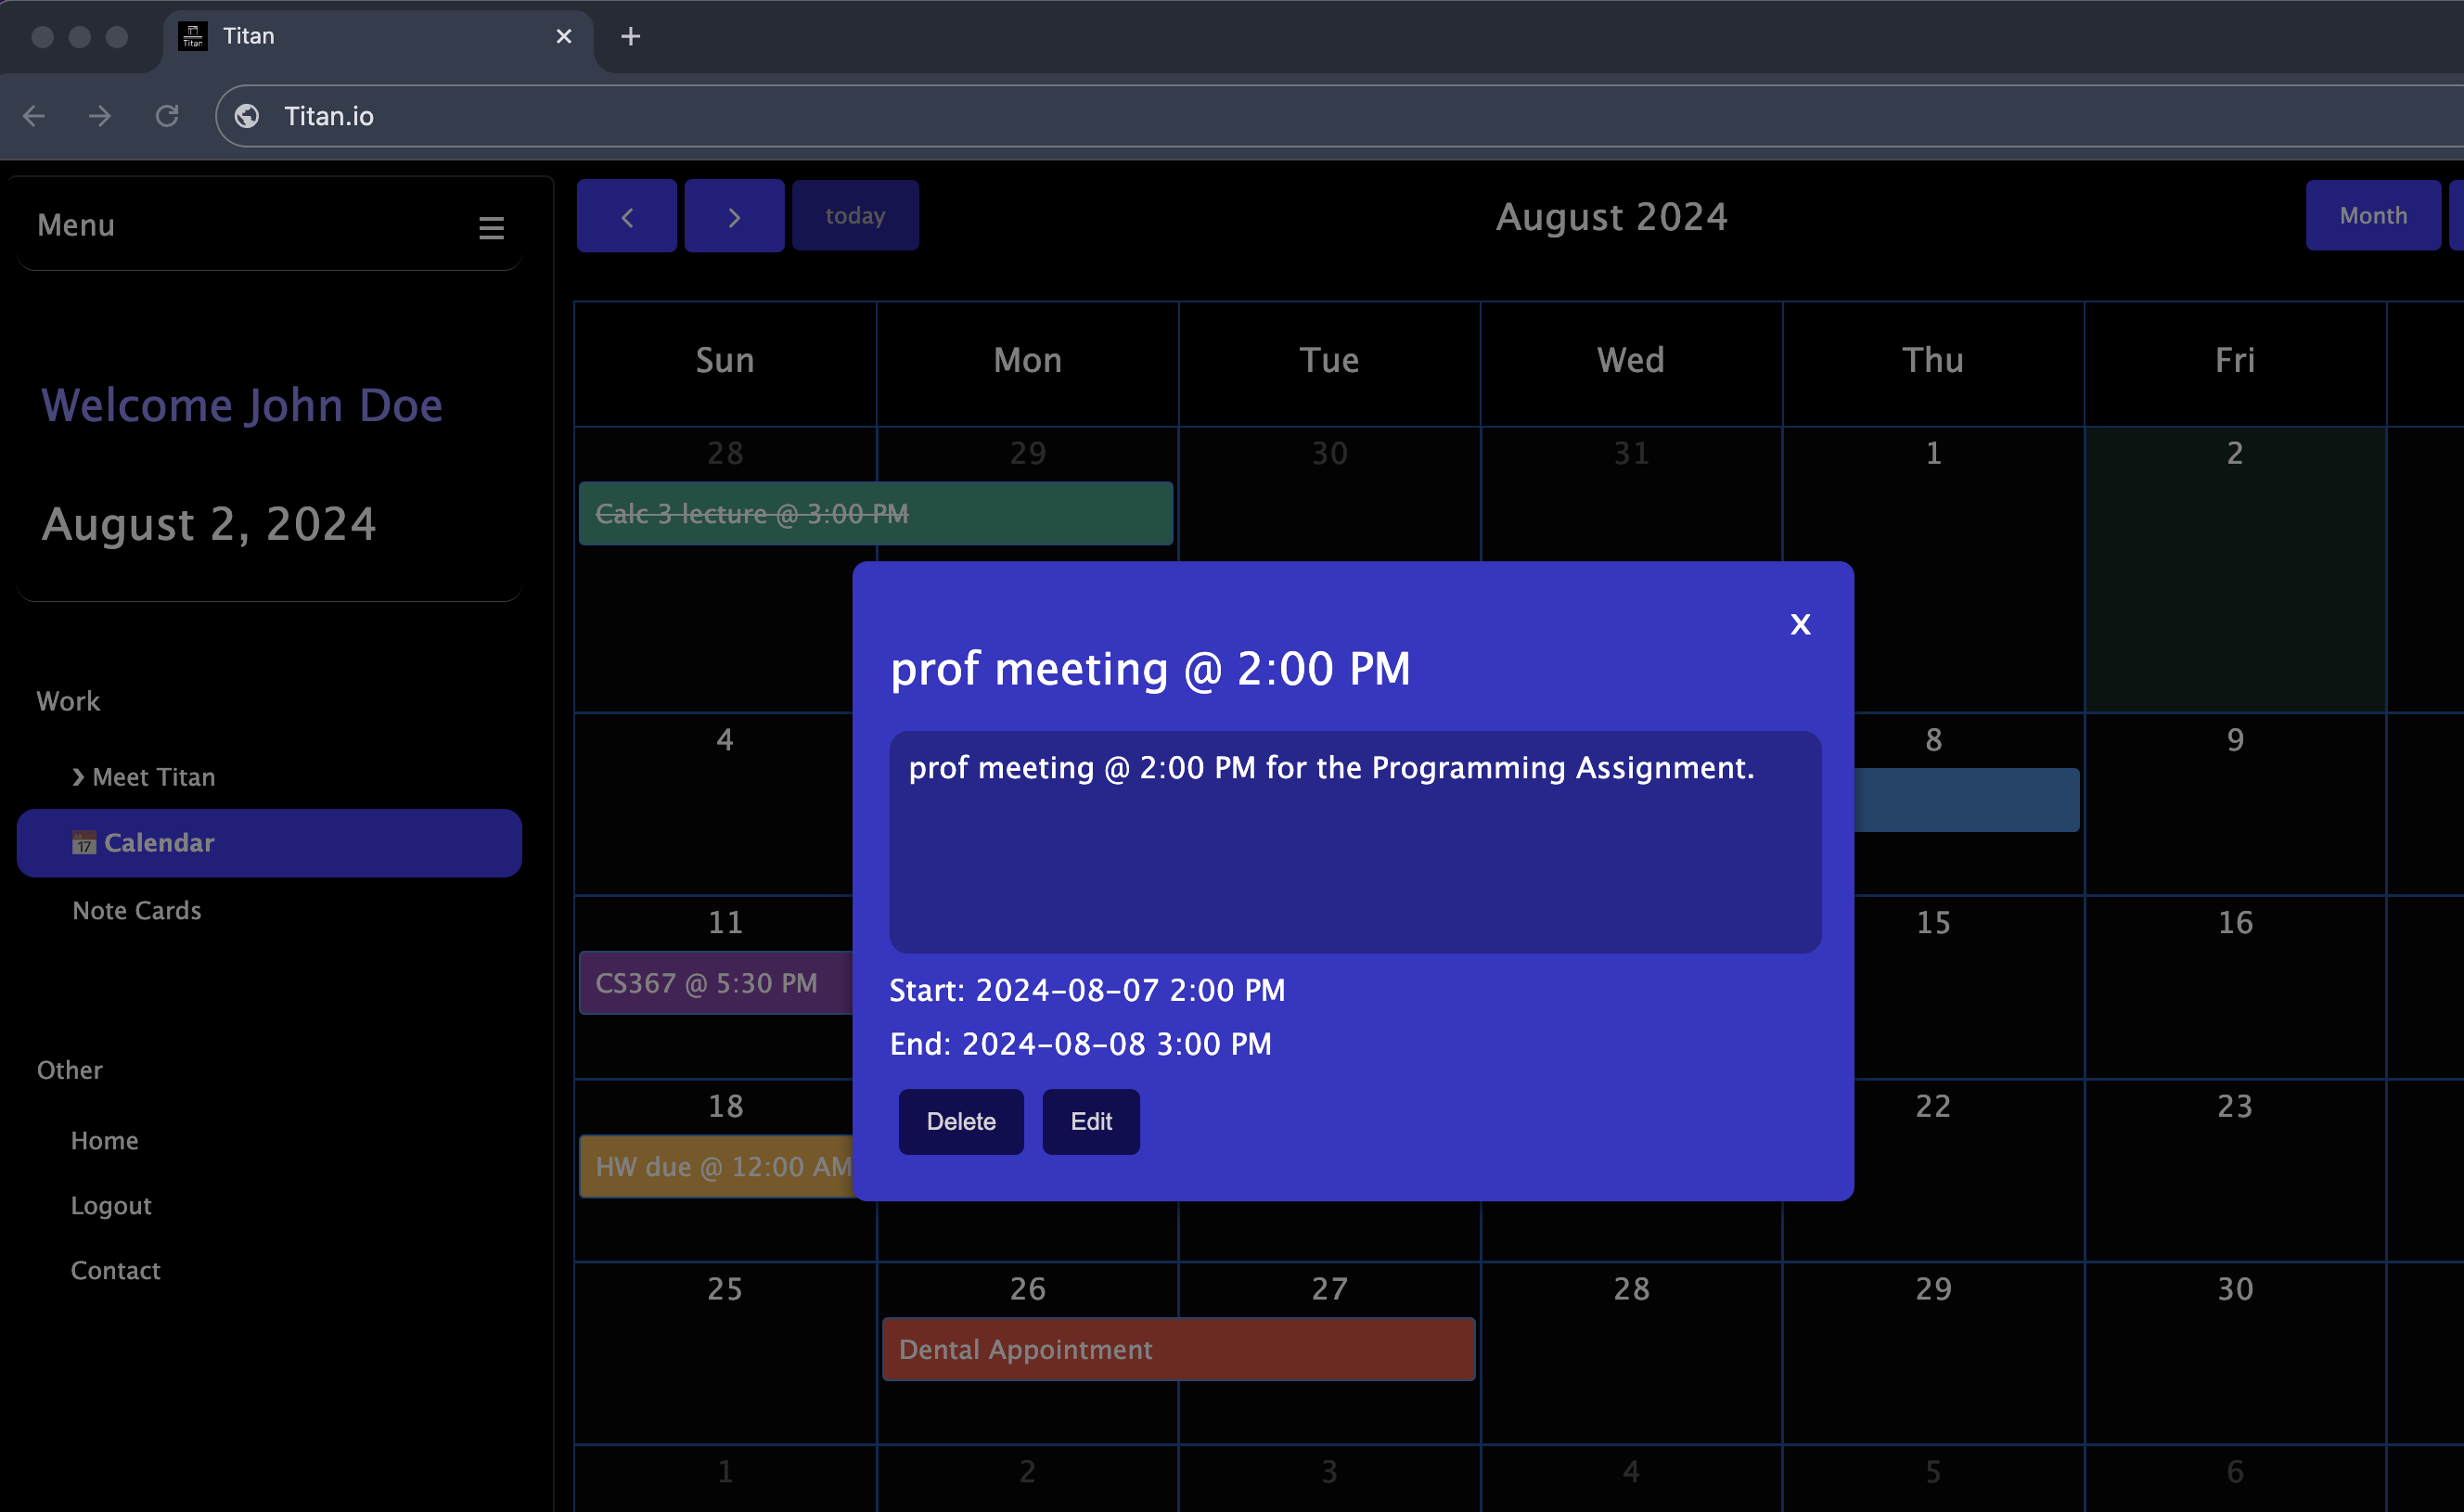 Titan
Titan
Titan.io
Menu
Welcome John Doe
August 2, 2024
Work
Meet Titan
17 Calendar
Note Cards
Other
Home
Logout
Contact
today
August 2024
Month
Sun Mon Tue Wed Thu Fri
28 29 30 31 1 2
Calc 3 lecture @ 3:00 PM
4 8 9
11 15 16
CS367 @ 5:30 PM
18 22 23
HW due @ 12:00 AM
25 26 27 28 29 30
Dental Appointment
1 2 3 4 5 6
x
prof meeting @ 2:00 PM
prof meeting @ 2:00 PM for the Programming Assignment.
Start: 2024-08-07 2:00 PM
End: 2024-08-08 3:00 PM
Delete Edit